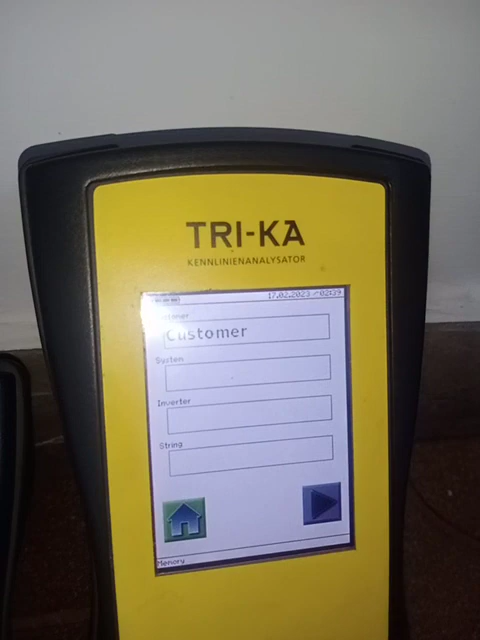 TRI-KA
KENNLINIENANALYSATOR
17.02.2023 /02:39
Customer
System
Inverter
String
Memory